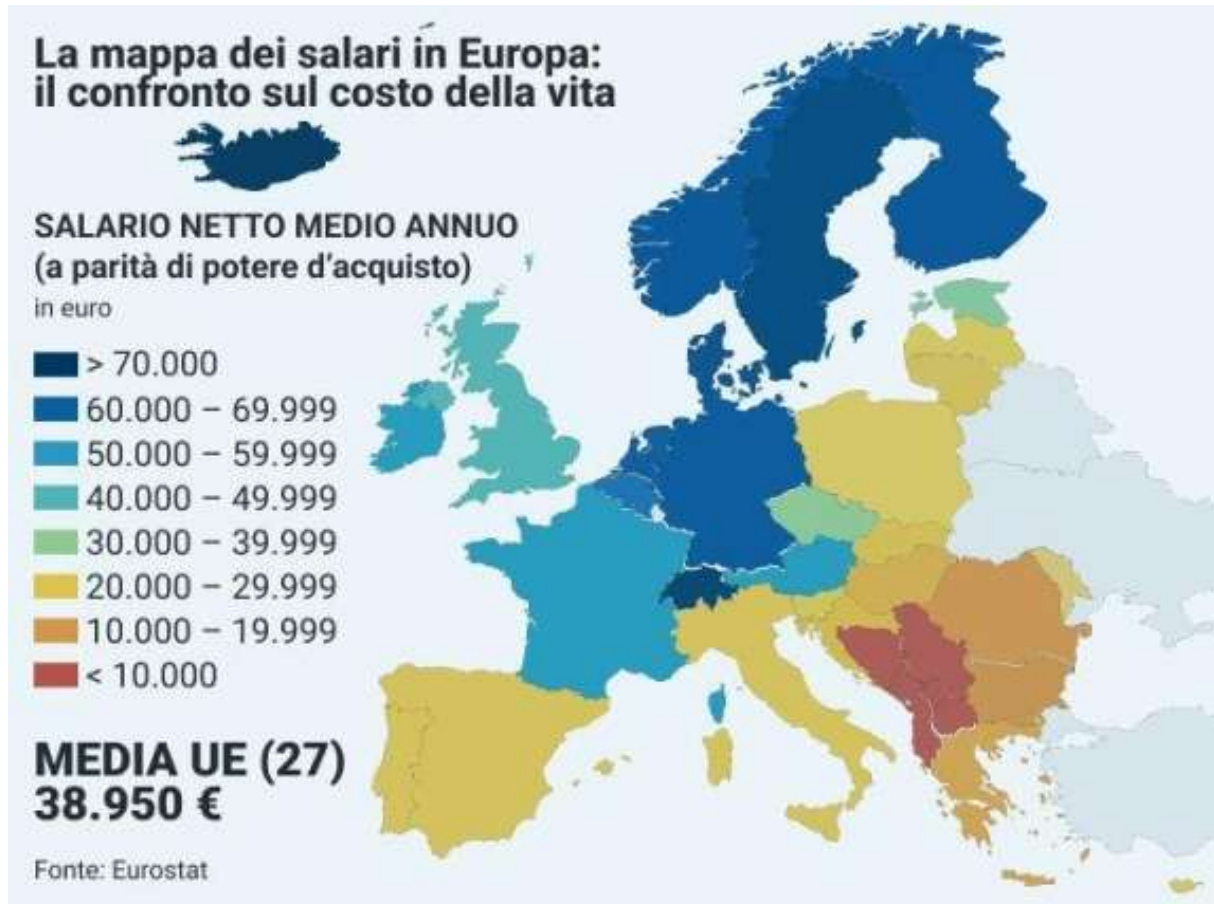 La mappa dei salari in Europa:
il confronto sul costo della vita
SALARIO NETTO MEDIO ANNUO
(a parità di potere d'acquisto)
in euro
> 70.000
60.000 – 69.999
50.000 – 59.999
40.000 – 49.999
30.000 – 39.999
20.000 – 29.999
10.000 – 19.999
< 10.000
MEDIA UE (27)
38.950 €
Fonte: Eurostat